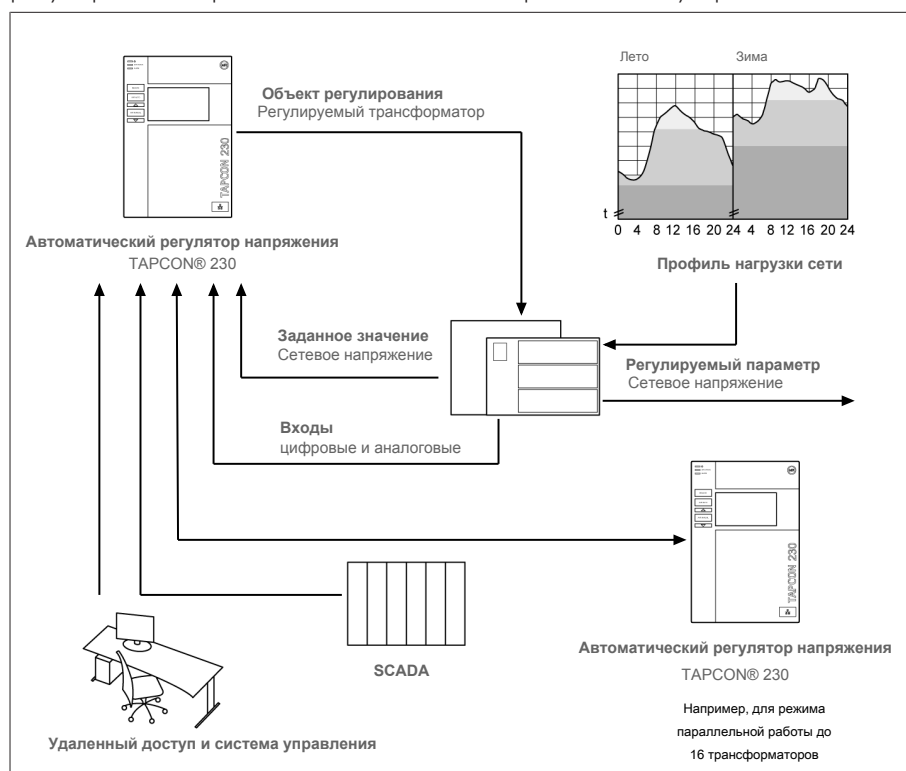 Лето
Зима
Объект регулирования
Регулируемый трансформатор
TAPCON 230
t
0 4 8 12 16 20 24 4 8 12 16 20 24
Автоматический регулятор напряжения
TAPCON® 230
Профиль нагрузки сети
Заданное значение
Сетевое напряжение
Регулируемый параметр
Сетевое напряжение
Входы
цифровые и аналоговые
TAPCON 230
SCADA
Автоматический регулятор напряжения
TAPCON® 230
Например, для режима
параллельной работы до
16 трансформаторов
Удаленный доступ и система управления